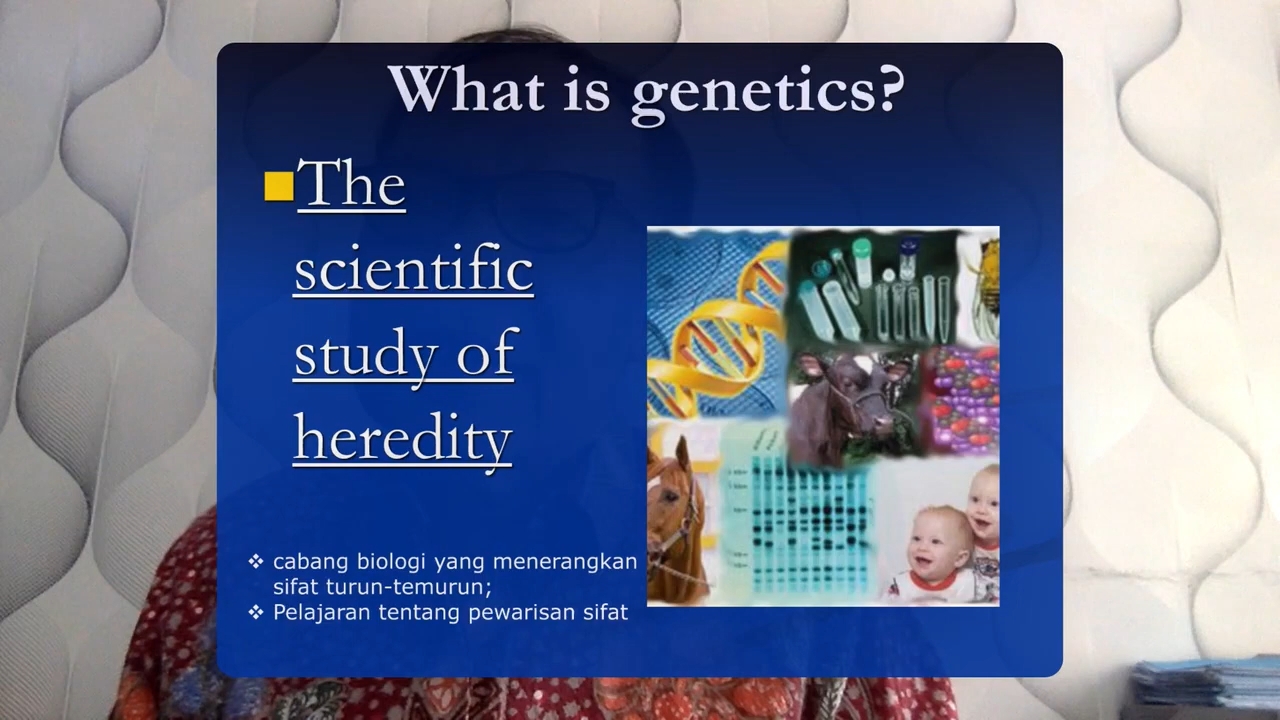 What is genetics?
The
scientific
study of
heredity
❖ cabang biologi yang menerangkan
sifat turun-temurun;
❖ Pelajaran tentang pewarisan sifat